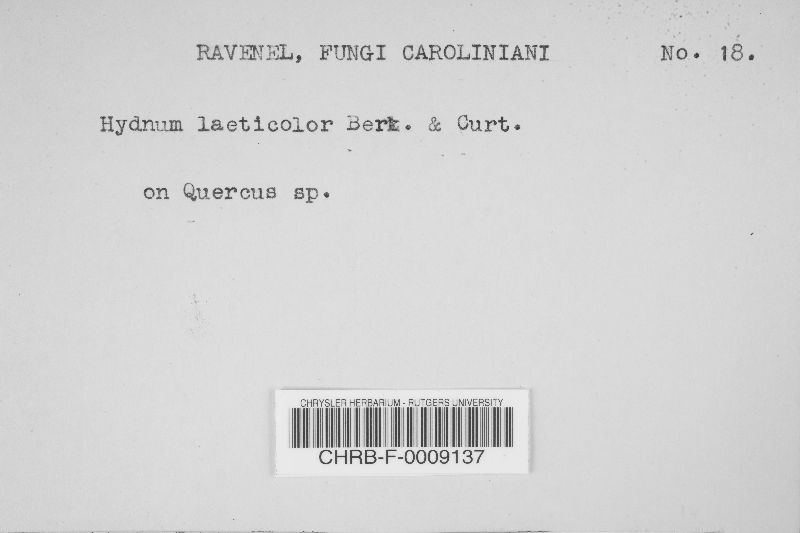 RAVENEL, FUNGI CAROLINIANI No. 18.
Hydnum laeticolor Berk. & Curt.
on Quercus sp.
CHRYSLER HERBARIUM - RUTGERS UNIVERSITY
CHRB-F-0009137